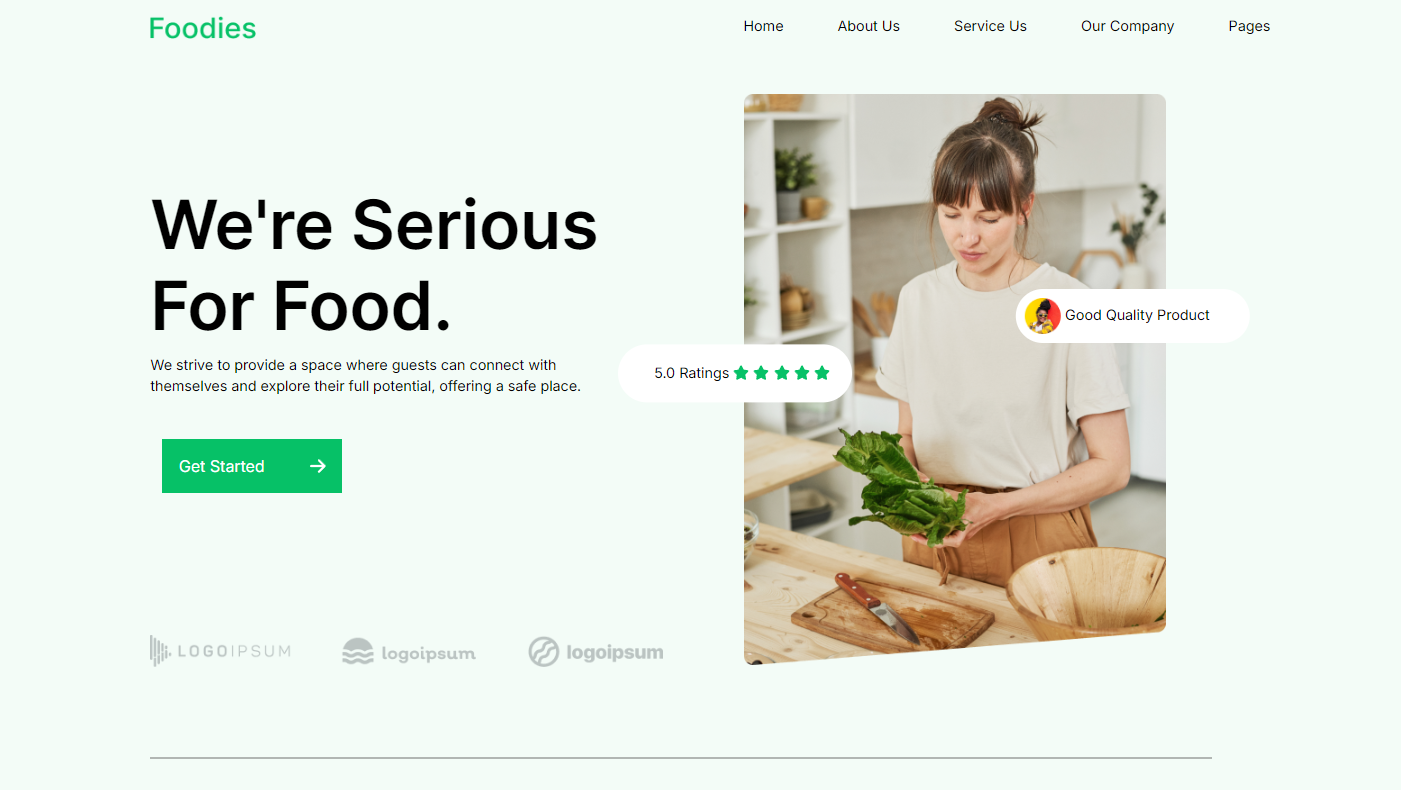 Foodies
Home About Us Service Us Our Company Pages
We're Serious
For Food.
We strive to provide a space where guests can connect with
themselves and explore their full potential, offering a safe place.
Get Started
Good Quality Product
5.0 Ratings
LOGOIPSUM
logoipsum
logoipsum